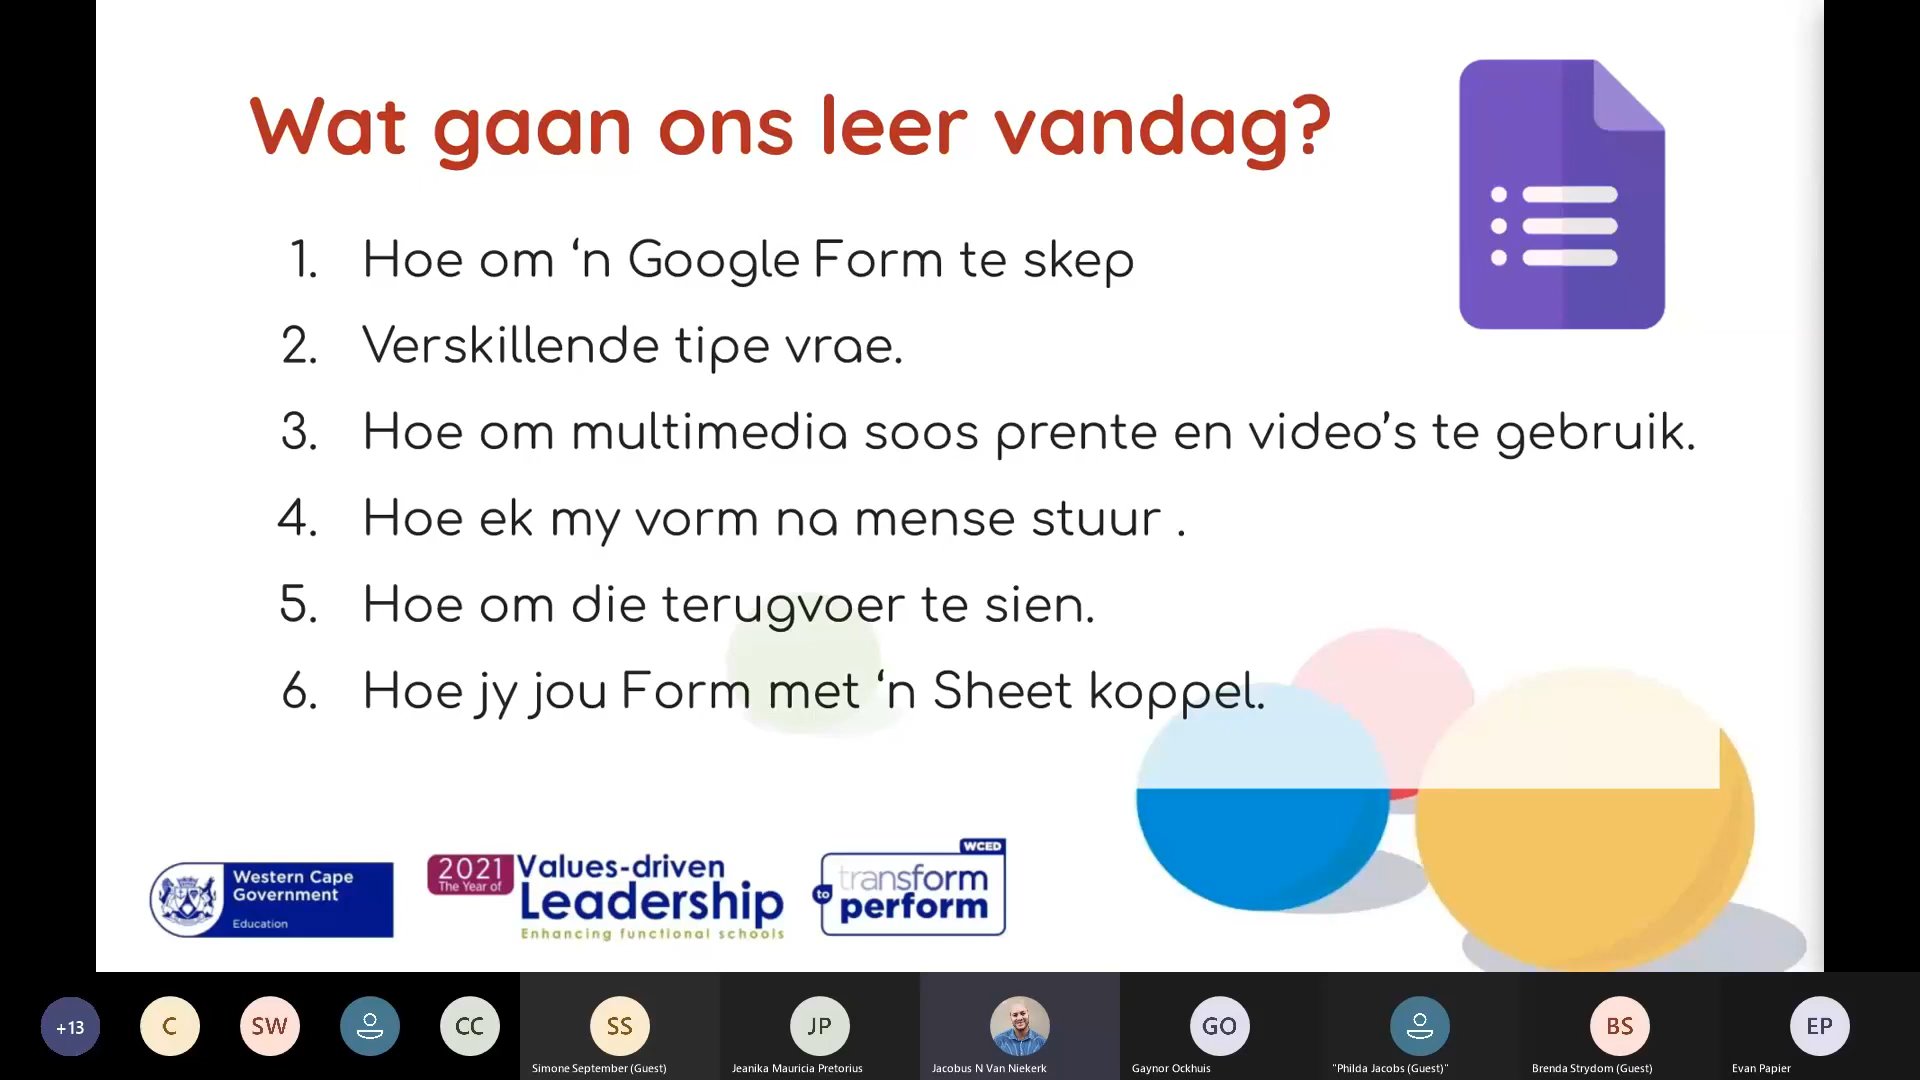 Wat gaan ons leer vandag?
1. Hoe om ‘n Google Form te skep
2. Verskillende tipe vrae.
3. Hoe om multimedia soos prente en video’s te gebruik.
4. Hoe ek my vorm na mense stuur .
5. Hoe om die terugvoer te sien.
6. Hoe jy jou Form met ‘n Sheet koppel.
Western Cape
Government
Education
2021
The Year of
Values-driven
Leadership
Enhancing functional schools
WCED
transform
to
perform
+13
C
SW
CC
SS
JP
GO
BS
EP
Simone September (Guest)
Jeanika Mauricia Pretorius
Jacobus N Van Niekerk
Gaynor Ockhuis
"Philda Jacobs (Guest)"
Brenda Strydom (Guest)
Evan Papier